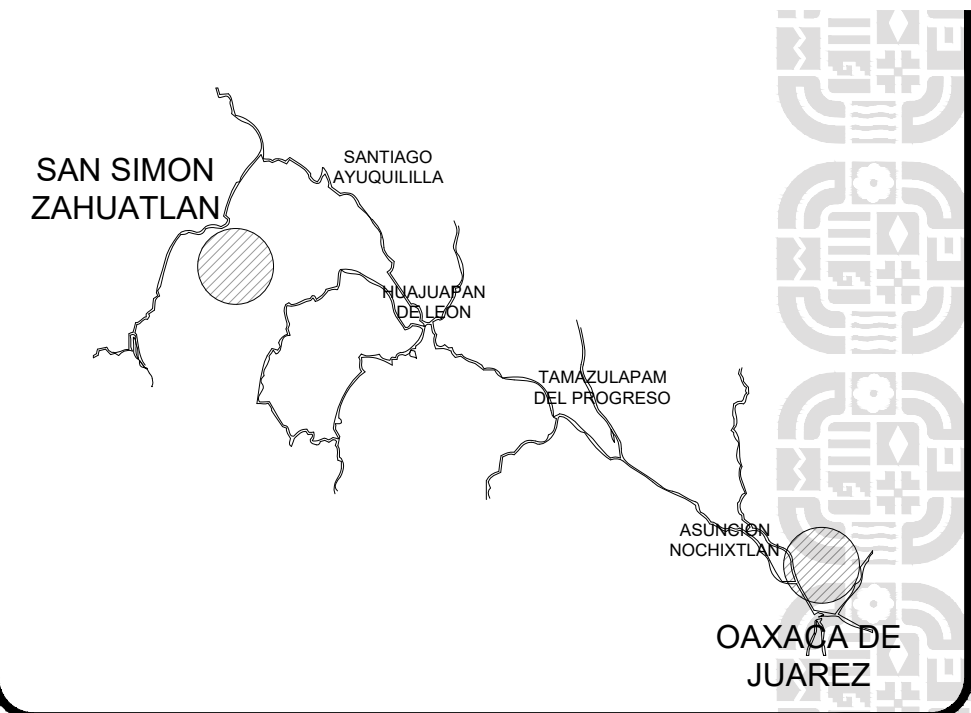 SANTIAGO
AYUQUILILLA
SAN SIMON
ZAHUATLAN
HUAJUAPAN
DE LEON
TAMAZULAPAM
DEL PROGRESO
ASUNCION
NOCHIXTLAN
OAXACA DE
JUAREZ